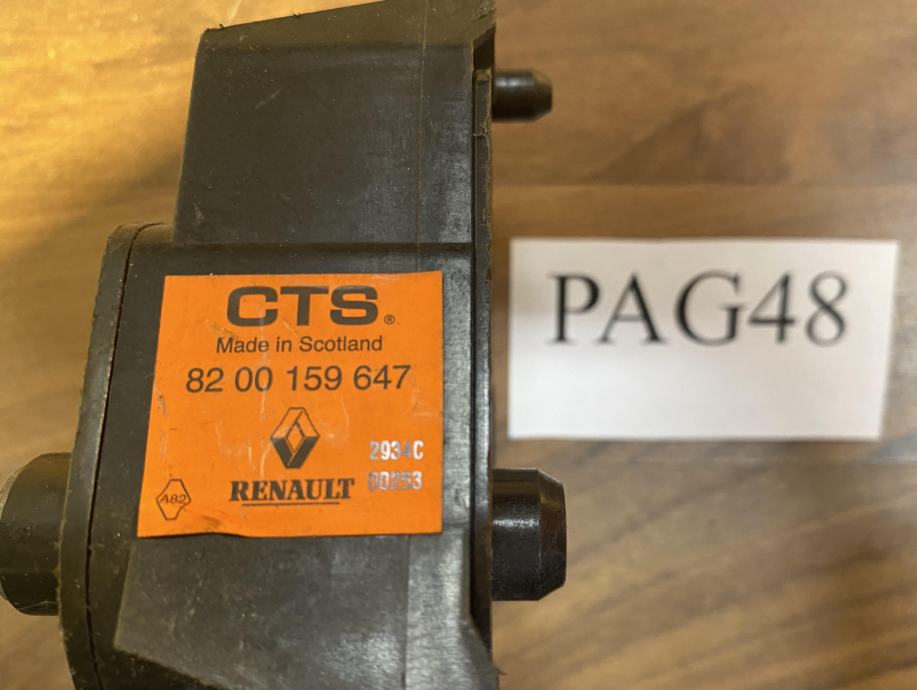 CTS®
Made in Scotland
82 00 159 647
2934C
00253
A82
RENAULT
PAG48